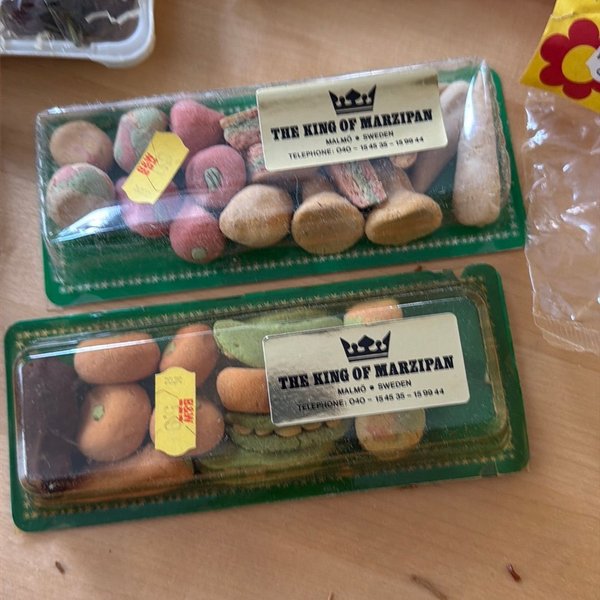 THE KING OF MARZIPAN
MALMÖ • SWEDEN
TELEPHONE: 040 – 15 45 35 – 15 99 44
THE KING OF MARZIPAN
MALMÖ • SWEDEN
TELEPHONE: 040 – 15 45 35 – 15 99 44